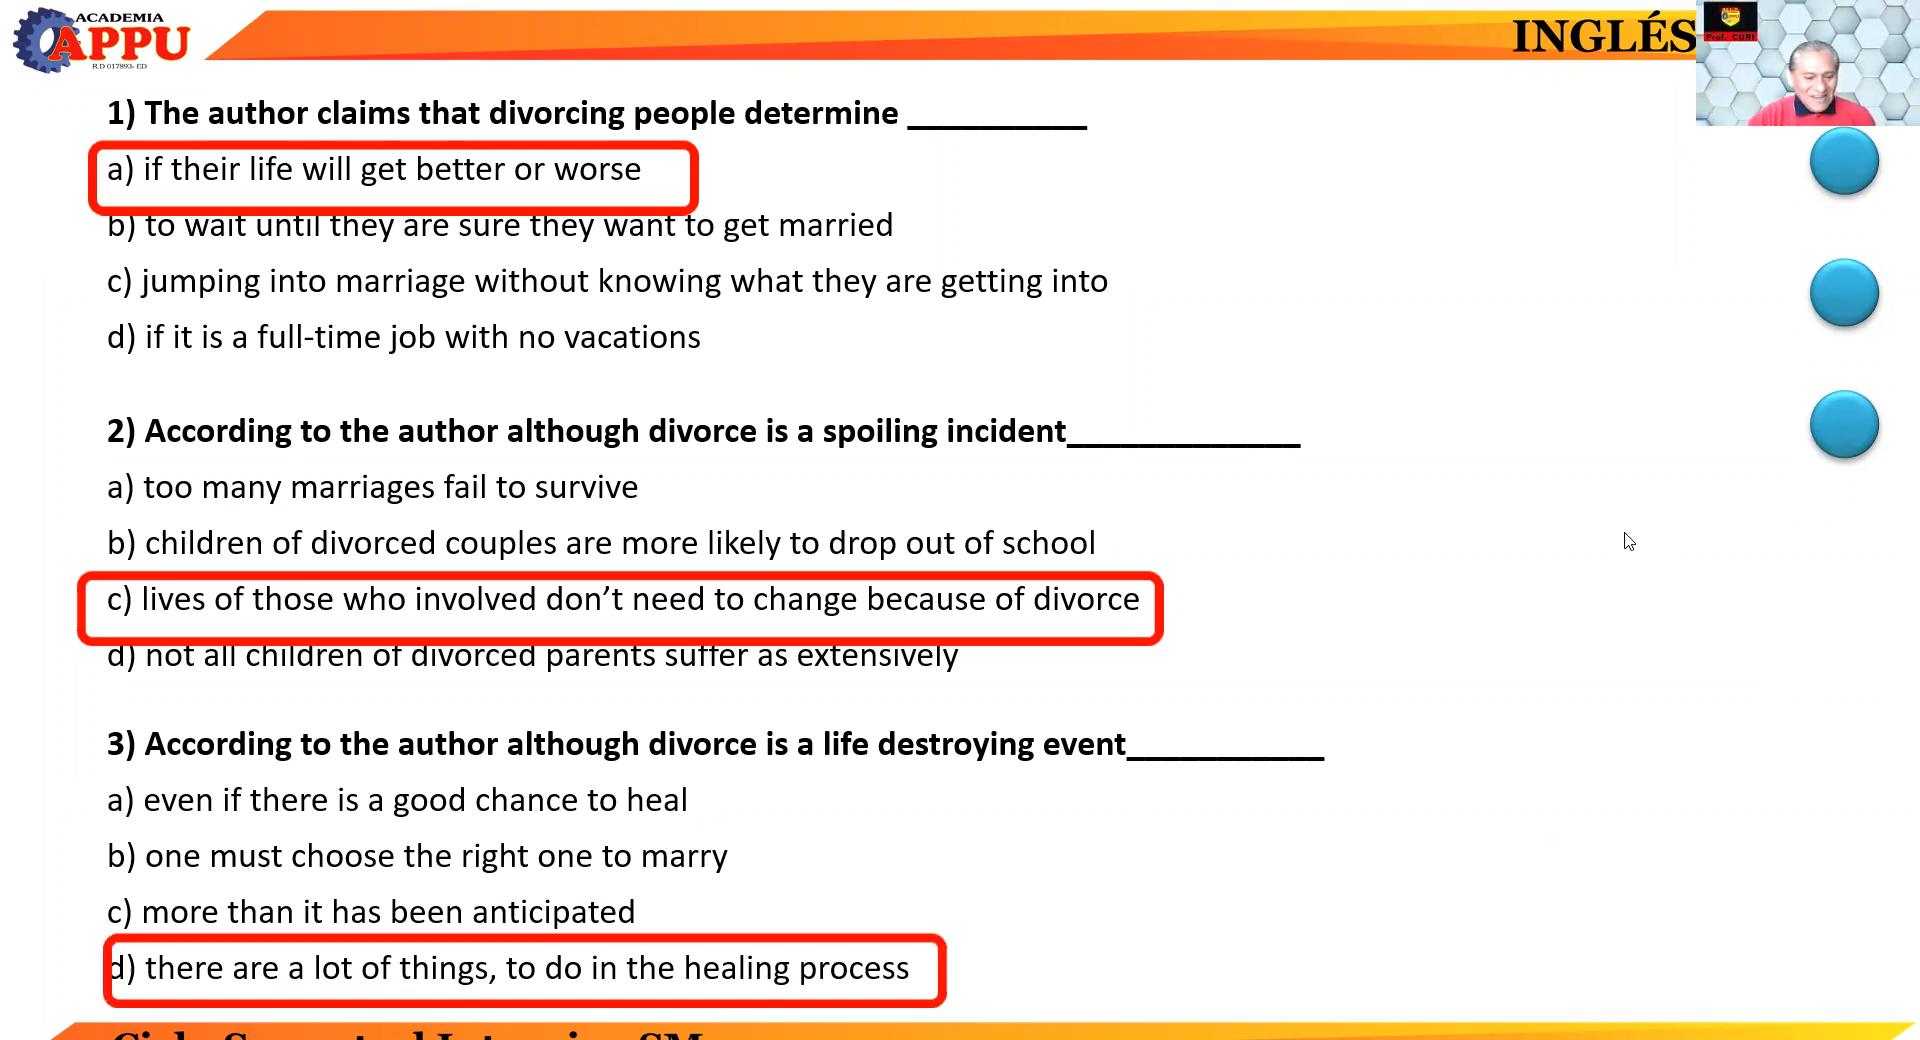 ACADEMIA
APPU
R.D 017893- ED
INGLÉS
Prof. CURI
1) The author claims that divorcing people determine __________
a) if their life will get better or worse
b) to wait until they are sure they want to get married
c) jumping into marriage without knowing what they are getting into
d) if it is a full-time job with no vacations
2) According to the author although divorce is a spoiling incident_____________
a) too many marriages fail to survive
b) children of divorced couples are more likely to drop out of school
c) lives of those who involved don’t need to change because of divorce
d) not all children of divorced parents suffer as extensively
3) According to the author although divorce is a life destroying event___________
a) even if there is a good chance to heal
b) one must choose the right one to marry
c) more than it has been anticipated
d) there are a lot of things, to do in the healing process